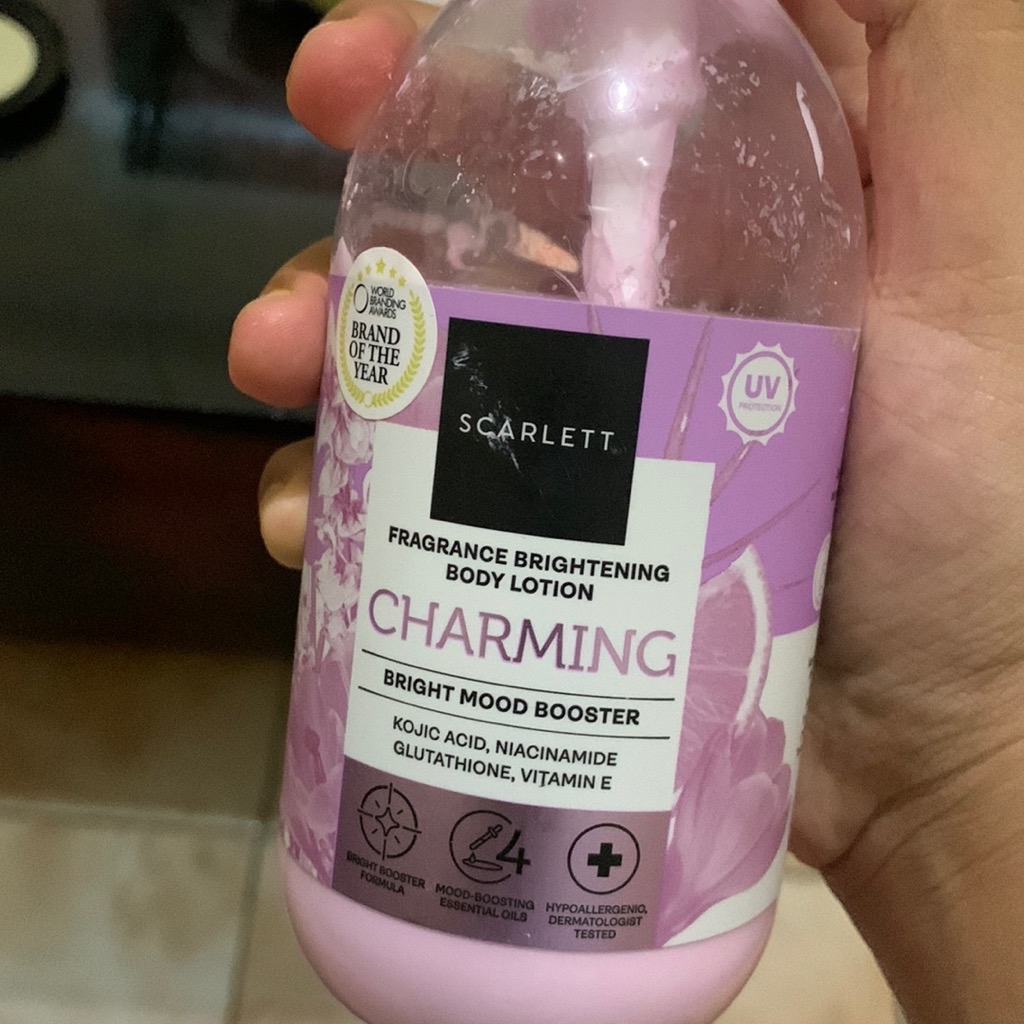 WORLD
BRANDING
AWARDS
BRAND
OF THE
YEAR
SCARLETT
UV
PROTECTION
FRAGRANCE BRIGHTENING
BODY LOTION
CHARMING
BRIGHT MOOD BOOSTER
KOJIC ACID, NIACINAMIDE
GLUTATHIONE, VITAMIN E
BRIGHT BOOSTER
FORMULA
4
MOOD-BOOSTING
ESSENTIAL OILS
HYPOALLERGENIC,
DERMATOLOGIST
TESTED